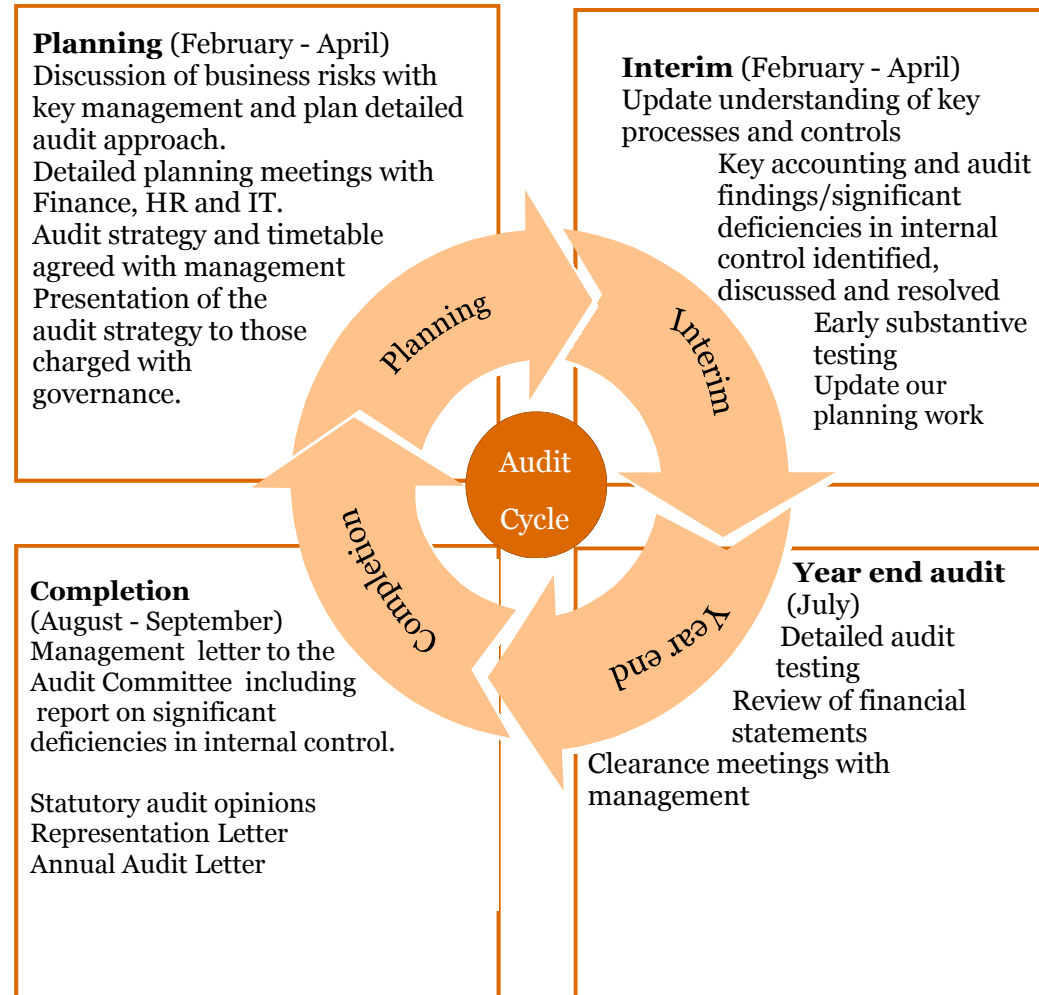 Planning (February - April)
Discussion of business risks with
key management and plan detailed
audit approach.
Detailed planning meetings with
Finance, HR and IT.
Audit strategy and timetable
agreed with management
Presentation of the
audit strategy to those
charged with
governance.
Interim (February - April)
Update understanding of key
processes and controls
Key accounting and audit
findings/significant
deficiencies in internal
control identified,
discussed and resolved
Early substantive
testing
Update our
planning work
Planning
Interim
Audit
Cycle
Completion
Year end
Completion
(August - September)
Management letter to the
Audit Committee including
report on significant
deficiencies in internal control.
Statutory audit opinions
Representation Letter
Annual Audit Letter
Year end audit
(July)
Detailed audit
testing
Review of financial
statements
Clearance meetings with
management